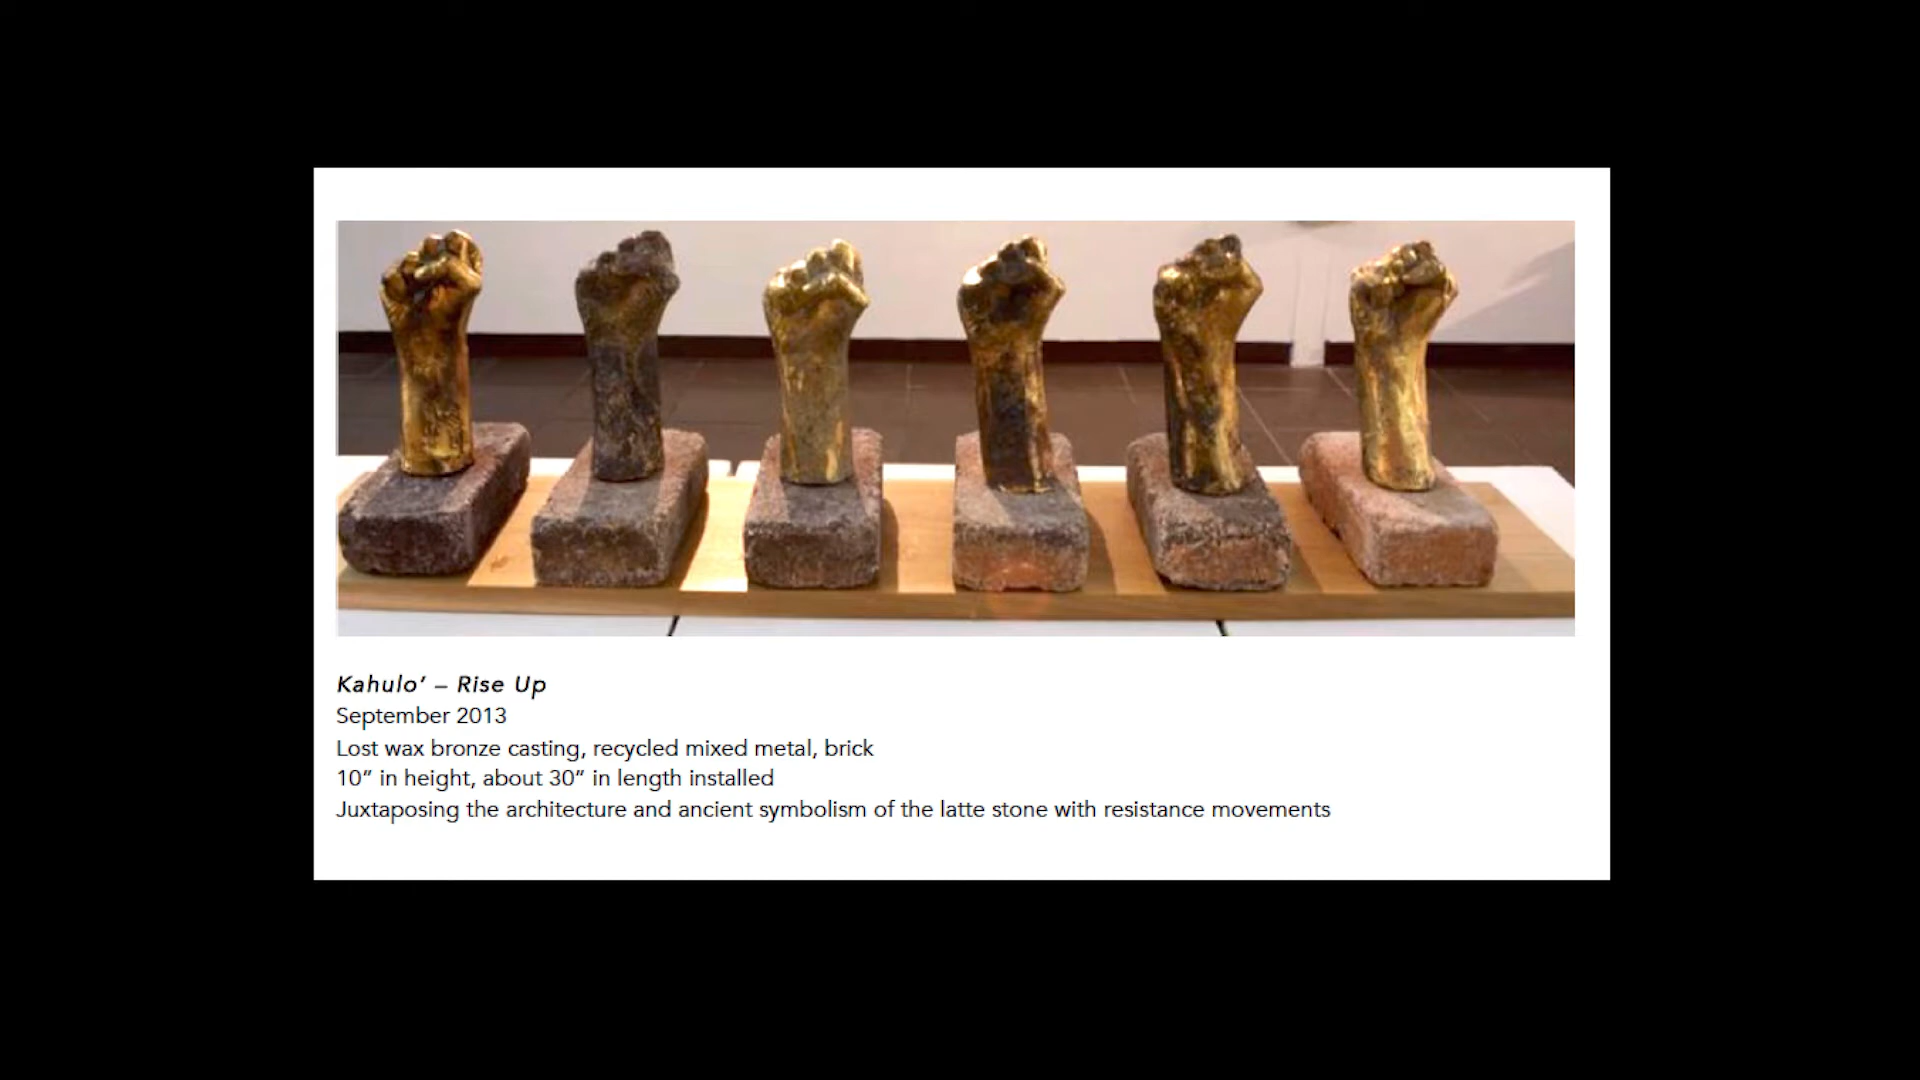 Kahulo’ – Rise Up
September 2013
Lost wax bronze casting, recycled mixed metal, brick
10” in height, about 30” in length installed
Juxtaposing the architecture and ancient symbolism of the latte stone with resistance movements